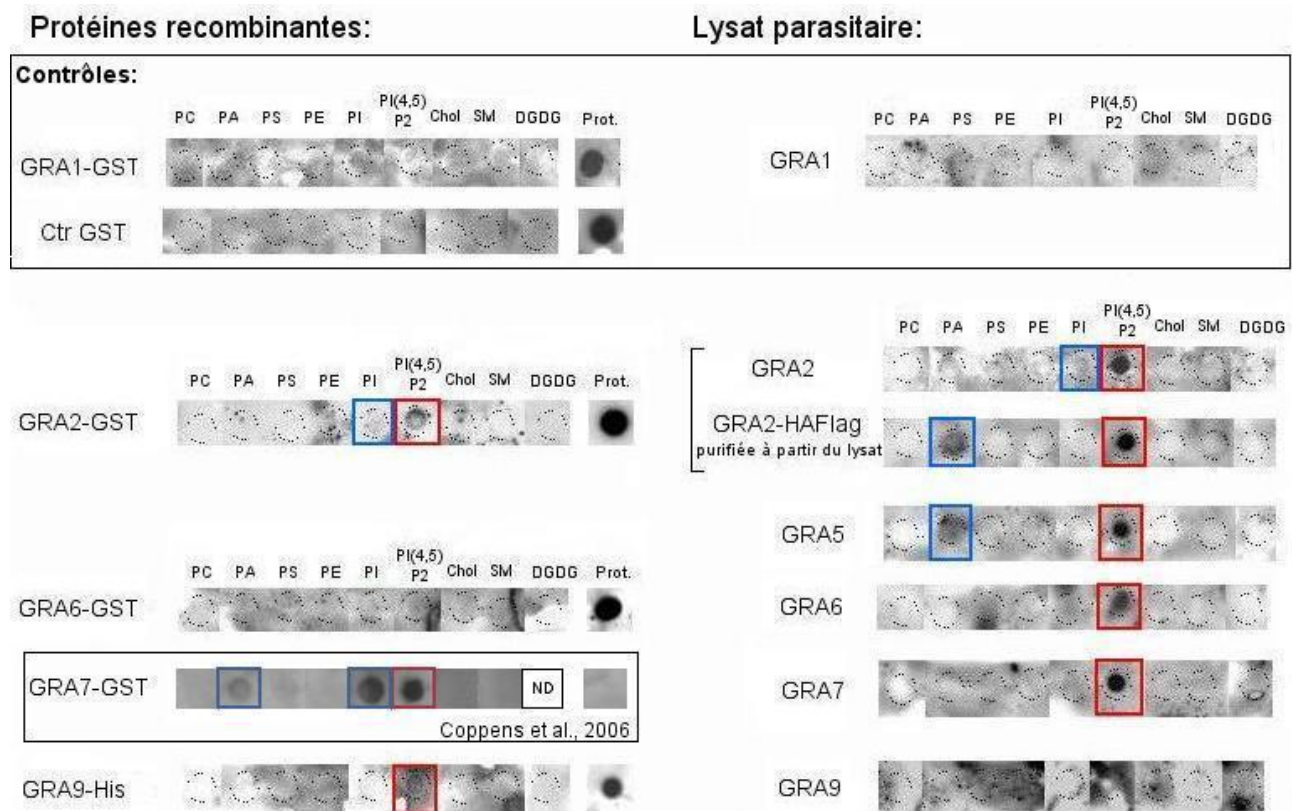 Protéines recombinantes:
Lysat parasitaire:
Contrôles:
PC PA PS PE PI PI(4,5) P2 Chol SM DGDG Prot.
GRA1-GST
Ctr GST
PC PA PS PE PI PI(4,5) P2 Chol SM DGDG
GRA1
PC PA PS PE PI PI(4,5) P2 Chol SM DGDG Prot.
GRA2-GST
PC PA PS PE PI PI(4,5) P2 Chol SM DGDG
GRA2
GRA2-HAFlag
purifiée à partir du lysat
GRA5
PC PA PS PE PI PI(4,5) P2 Chol SM DGDG Prot.
GRA6-GST
GRA6
GRA7-GST
ND
Coppens et al., 2006
GRA7
GRA9-His
GRA9